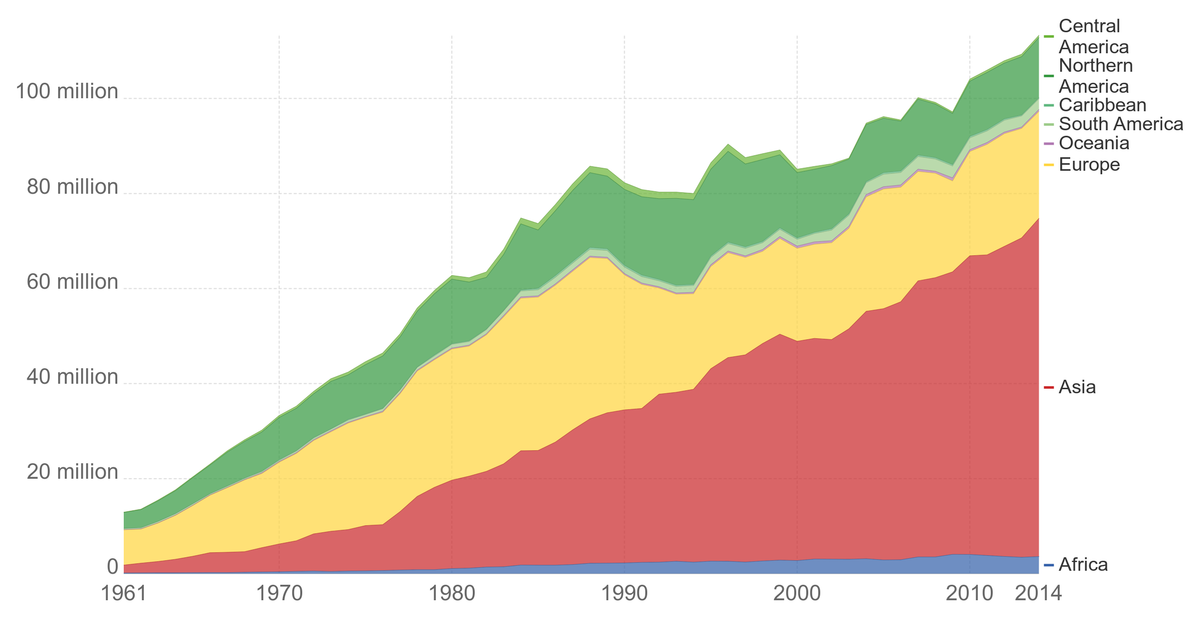 Central
America
Northern
America
Caribbean
South America
Oceania
Europe
Asia
Africa
100 million
80 million
60 million
40 million
20 million
0
1961 1970 1980 1990 2000 2010 2014